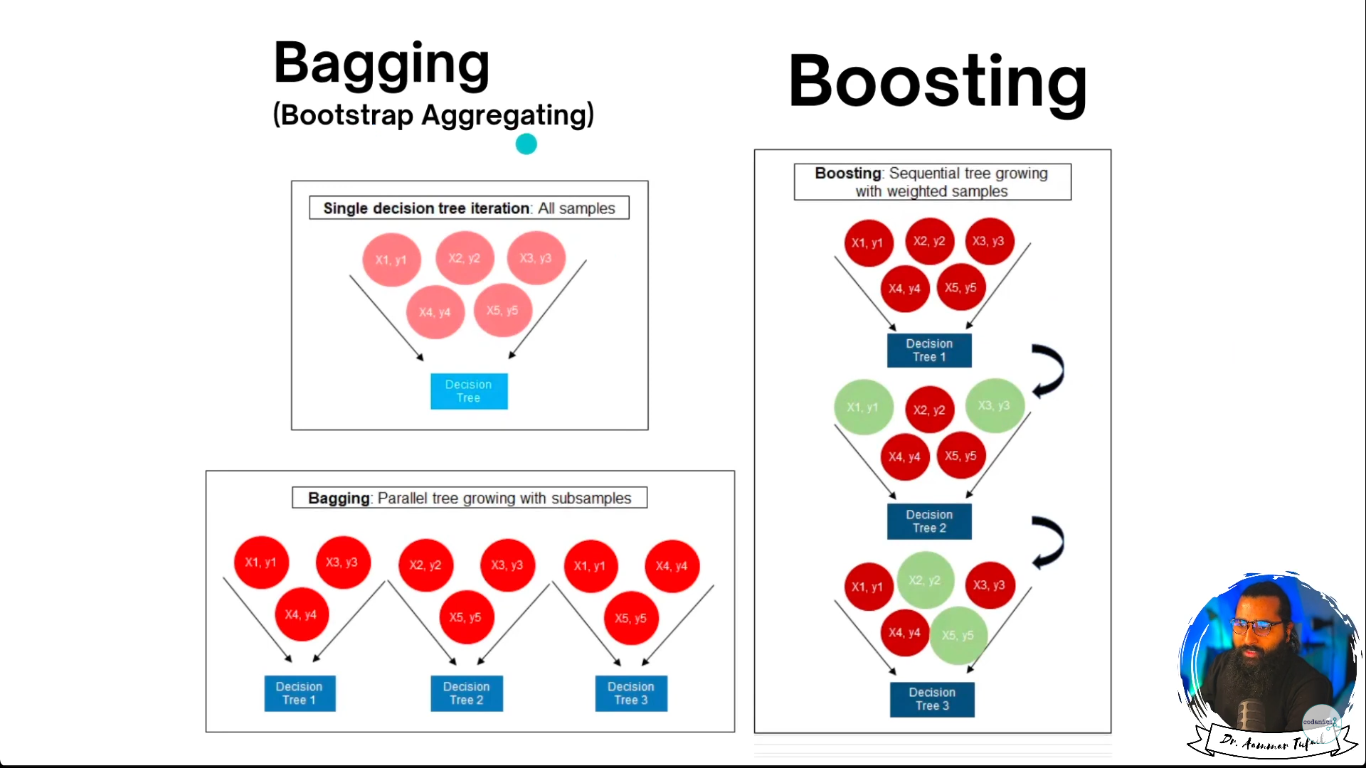 Bagging
(Bootstrap Aggregating)
Single decision tree iteration: All samples
X1, y1
X2, y2
X3, y3
X4, y4
X5, y5
Decision
Tree
Bagging: Parallel tree growing with subsamples
X1, y1
X3, y3
X4, y4
Decision
Tree 1
X2, y2
X3, y3
X5, y5
Decision
Tree 2
X1, y1
X4, y4
X5, y5
Decision
Tree 3
Boosting
Boosting: Sequential tree growing
with weighted samples
X1, y1
X2, y2
X3, y3
X4, y4
X5, y5
Decision
Tree 1
X1, y1
X2, y2
X3, y3
X4, y4
X5, y5
Decision
Tree 2
X1, y1
X2, y2
X3, y3
X4, y4
X5, y5
Decision
Tree 3
Dr. Aammar Tufail